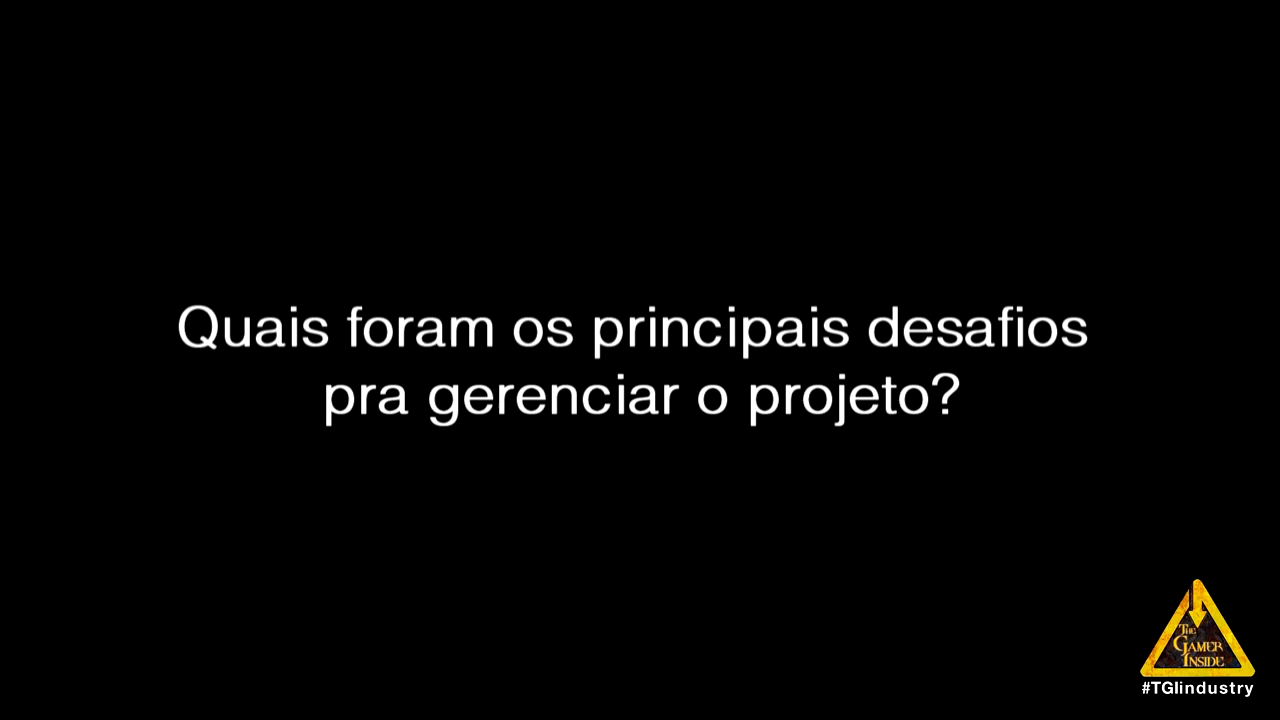 Quais foram os principais desafios
pra gerenciar o projeto?
THE
GAMER
INSIDE
#TGIindustry